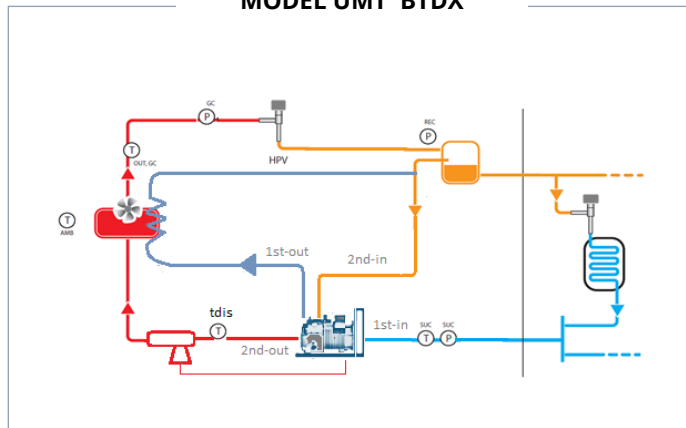 MODEL UMT BTDX
GC
P
REC
P
T
OUT, GC
HPV
T
AMB
1st-out
2nd-in
tdis
T
2nd-out
1st-in
SUC
SUC
T
P